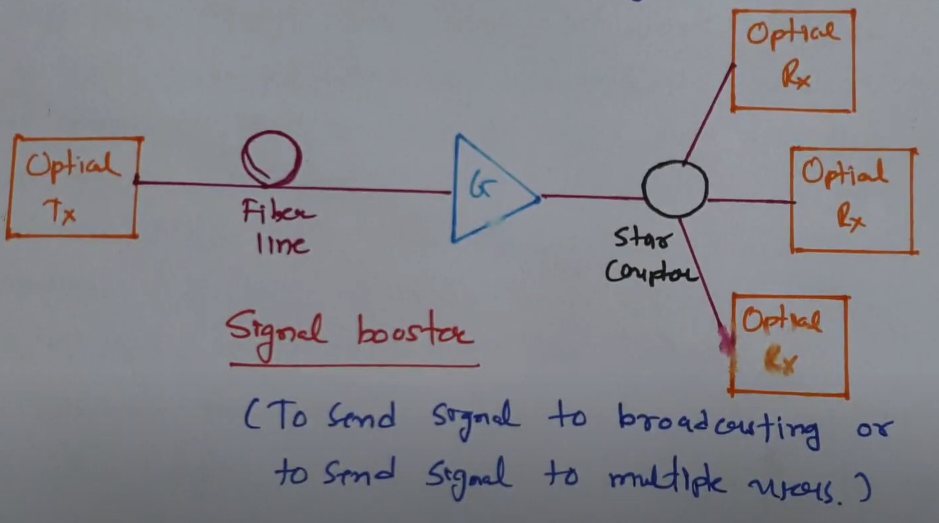 Optical
Rx
Optical
Tx
Fiber
line
G
Star
Couptor
Optical
Rx
Optical
Rx
Signal booster
(To send signal to broadcasting or
to send signal to multiple users.)